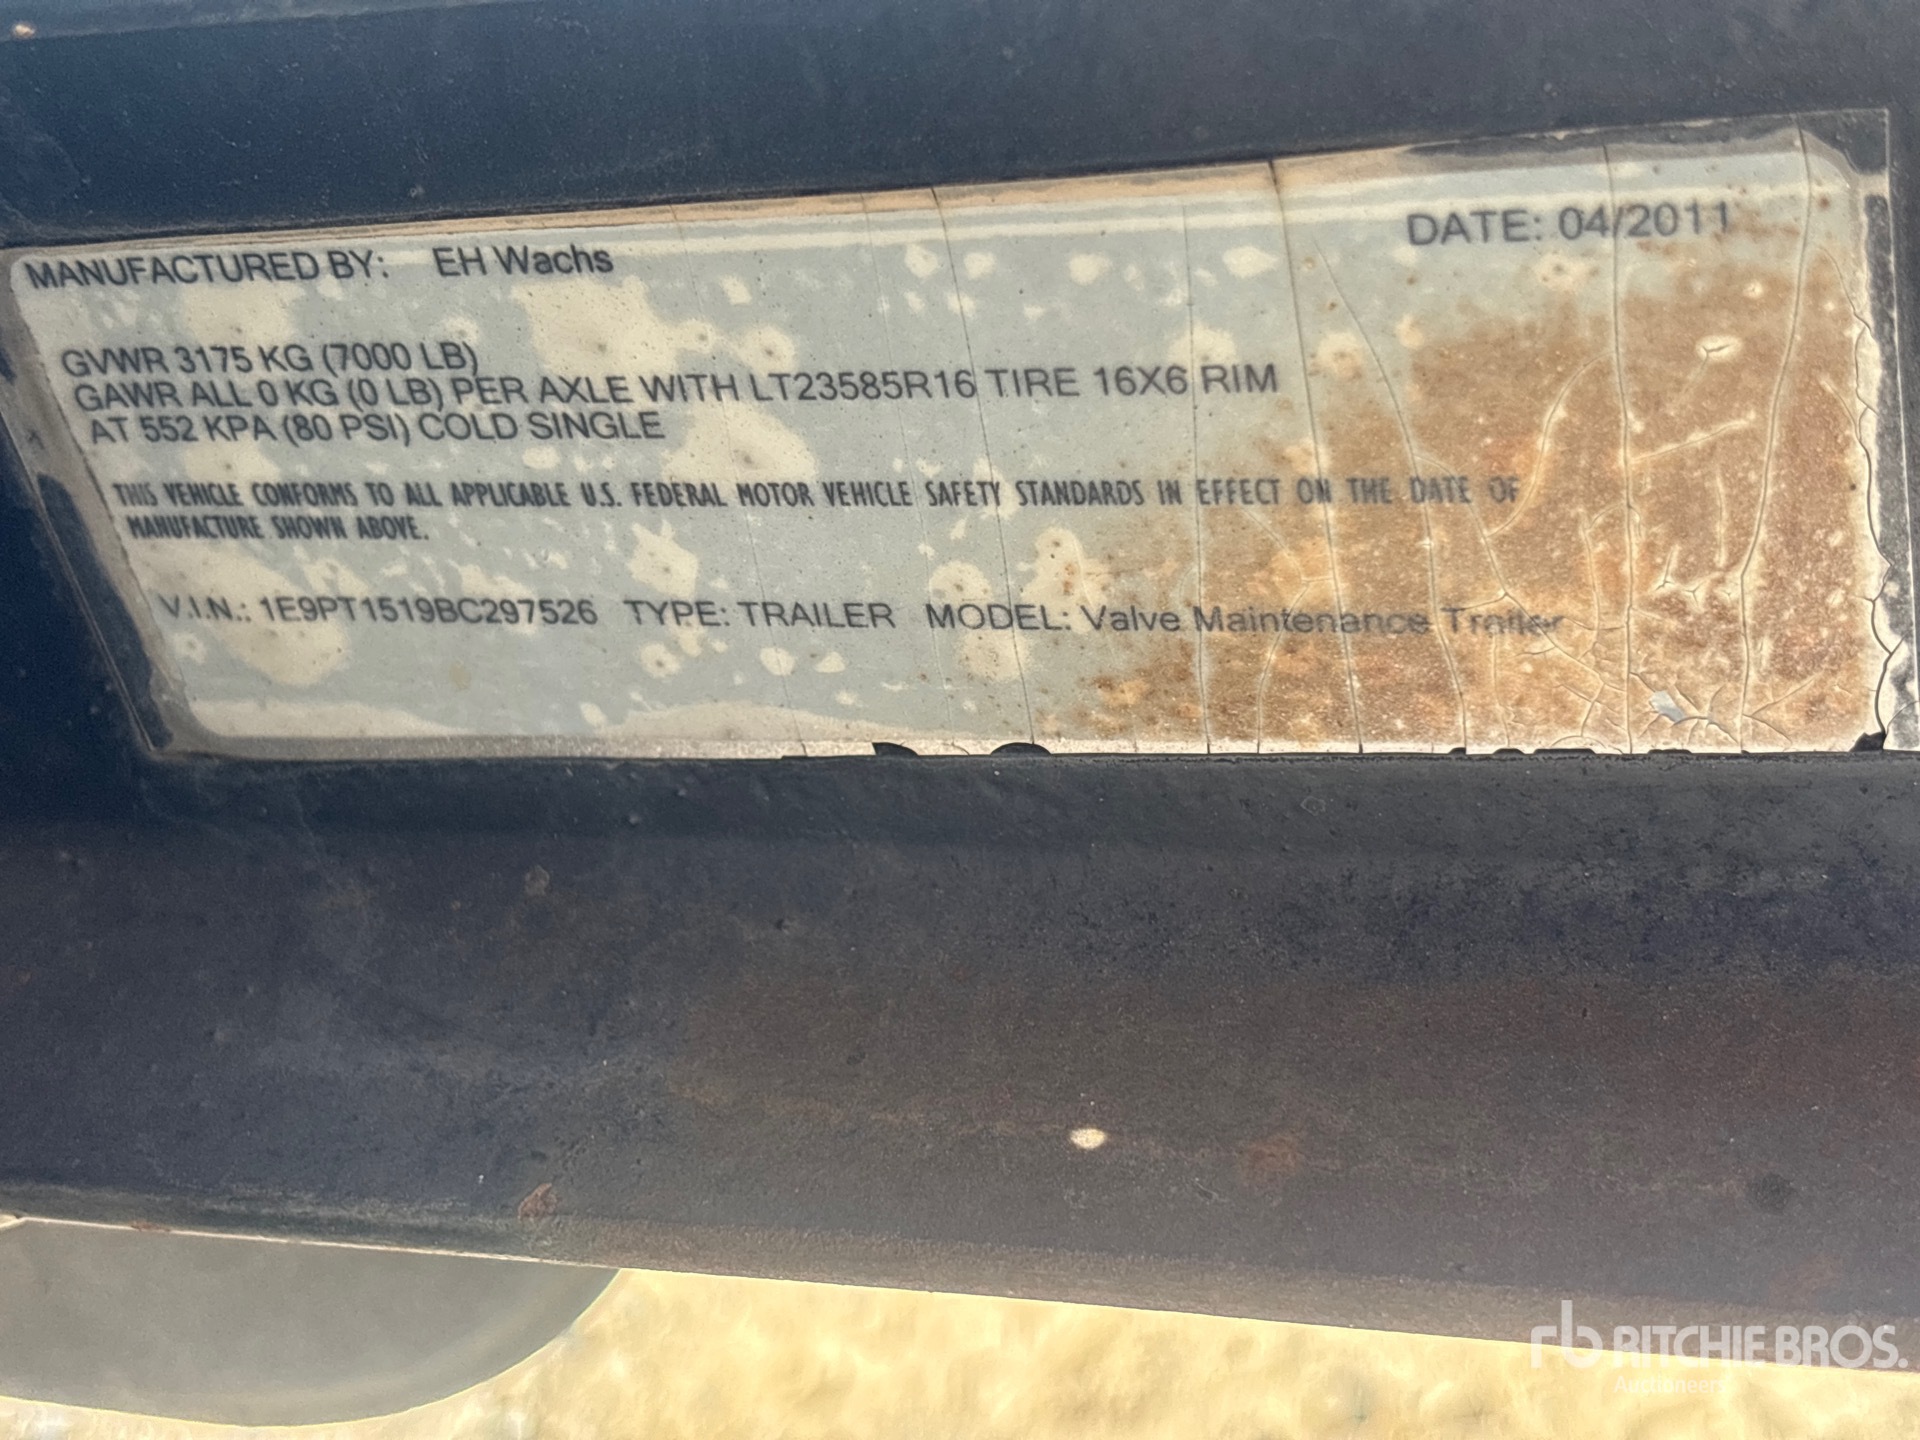 MANUFACTURED BY: EH Wachs
DATE: 04/2011
GVWR 3175 KG (7000 LB)
GAWR ALL 0 KG (0 LB) PER AXLE WITH LT23585R16 TIRE 16X6 RIM
AT 552 KPA (80 PSI) COLD SINGLE
THIS VEHICLE CONFORMS TO ALL APPLICABLE U.S. FEDERAL MOTOR VEHICLE SAFETY STANDARDS IN EFFECT ON THE DATE OF
MANUFACTURE SHOWN ABOVE.
V.I.N.: 1E9PT1519BC297526 TYPE: TRAILER MODEL: Valve Maintenance Trailer
rb RITCHIE BROS.
Auctioneers